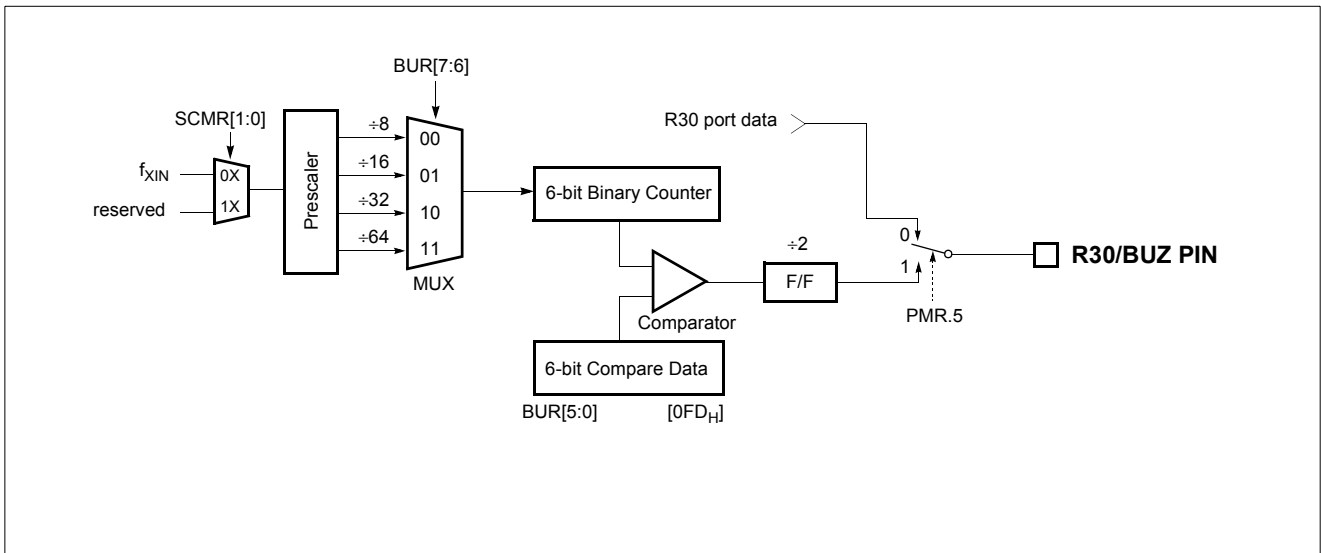 BUR[7:6]
SCMR[1:0]
fXIN
reserved
0X
1X
Prescaler
÷8
÷16
÷32
÷64
00
01
10
11
MUX
6-bit Binary Counter
Comparator
6-bit Compare Data
BUR[5:0] [0FDH]
÷2
F/F
R30 port data
0
1
PMR.5
R30/BUZ PIN